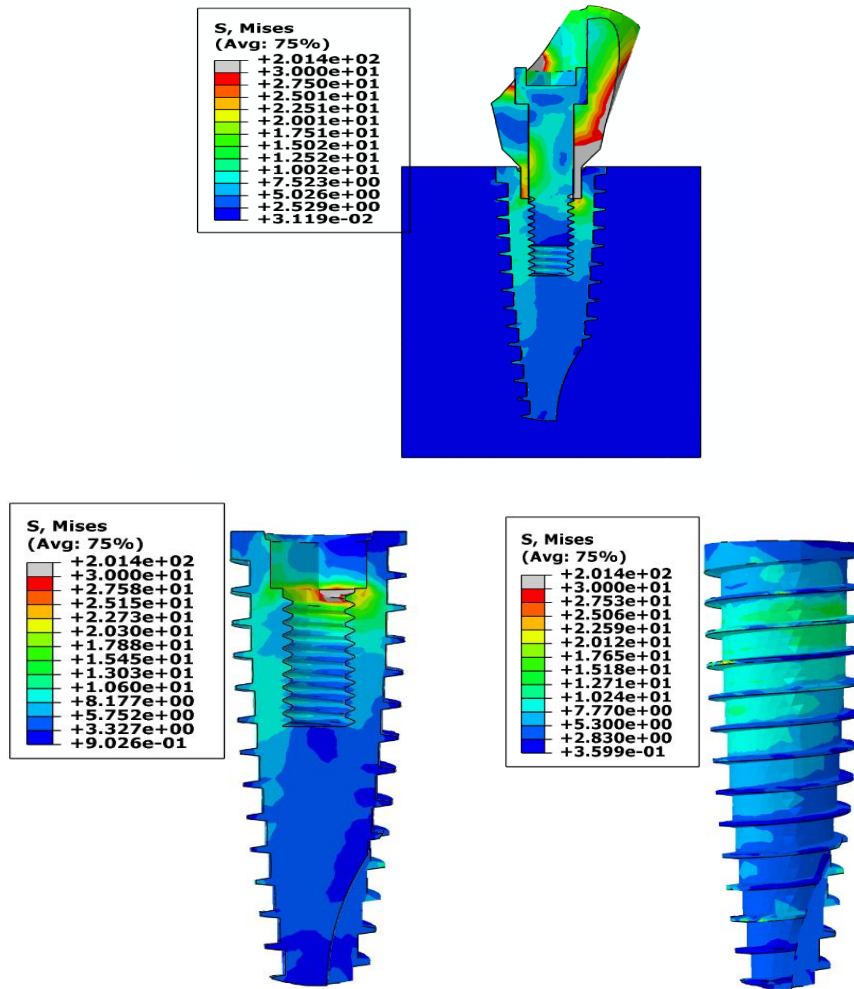 S, Mises
(Avg: 75%)
+2.014e+02
+3.000e+01
+2.750e+01
+2.501e+01
+2.251e+01
+2.001e+01
+1.751e+01
+1.502e+01
+1.252e+01
+1.002e+01
+7.523e+00
+5.026e+00
+2.529e+00
+3.119e-02
S, Mises
(Avg: 75%)
+2.014e+02
+3.000e+01
+2.758e+01
+2.515e+01
+2.273e+01
+2.030e+01
+1.788e+01
+1.545e+01
+1.303e+01
+1.060e+01
+8.177e+00
+5.752e+00
+3.327e+00
+9.026e-01
S, Mises
(Avg: 75%)
+2.014e+02
+3.000e+01
+2.753e+01
+2.506e+01
+2.259e+01
+2.012e+01
+1.765e+01
+1.518e+01
+1.271e+01
+1.024e+01
+7.770e+00
+5.300e+00
+2.830e+00
+3.599e-01